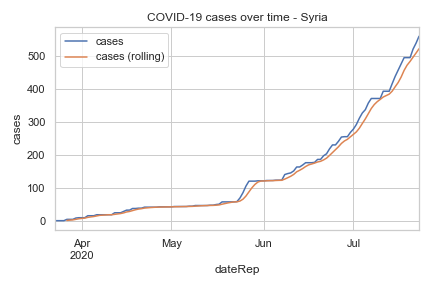 COVID-19 cases over time - Syria
cases
cases (rolling)
500
400
300
200
100
0
cases
Apr
2020
May
Jun
Jul
dateRep